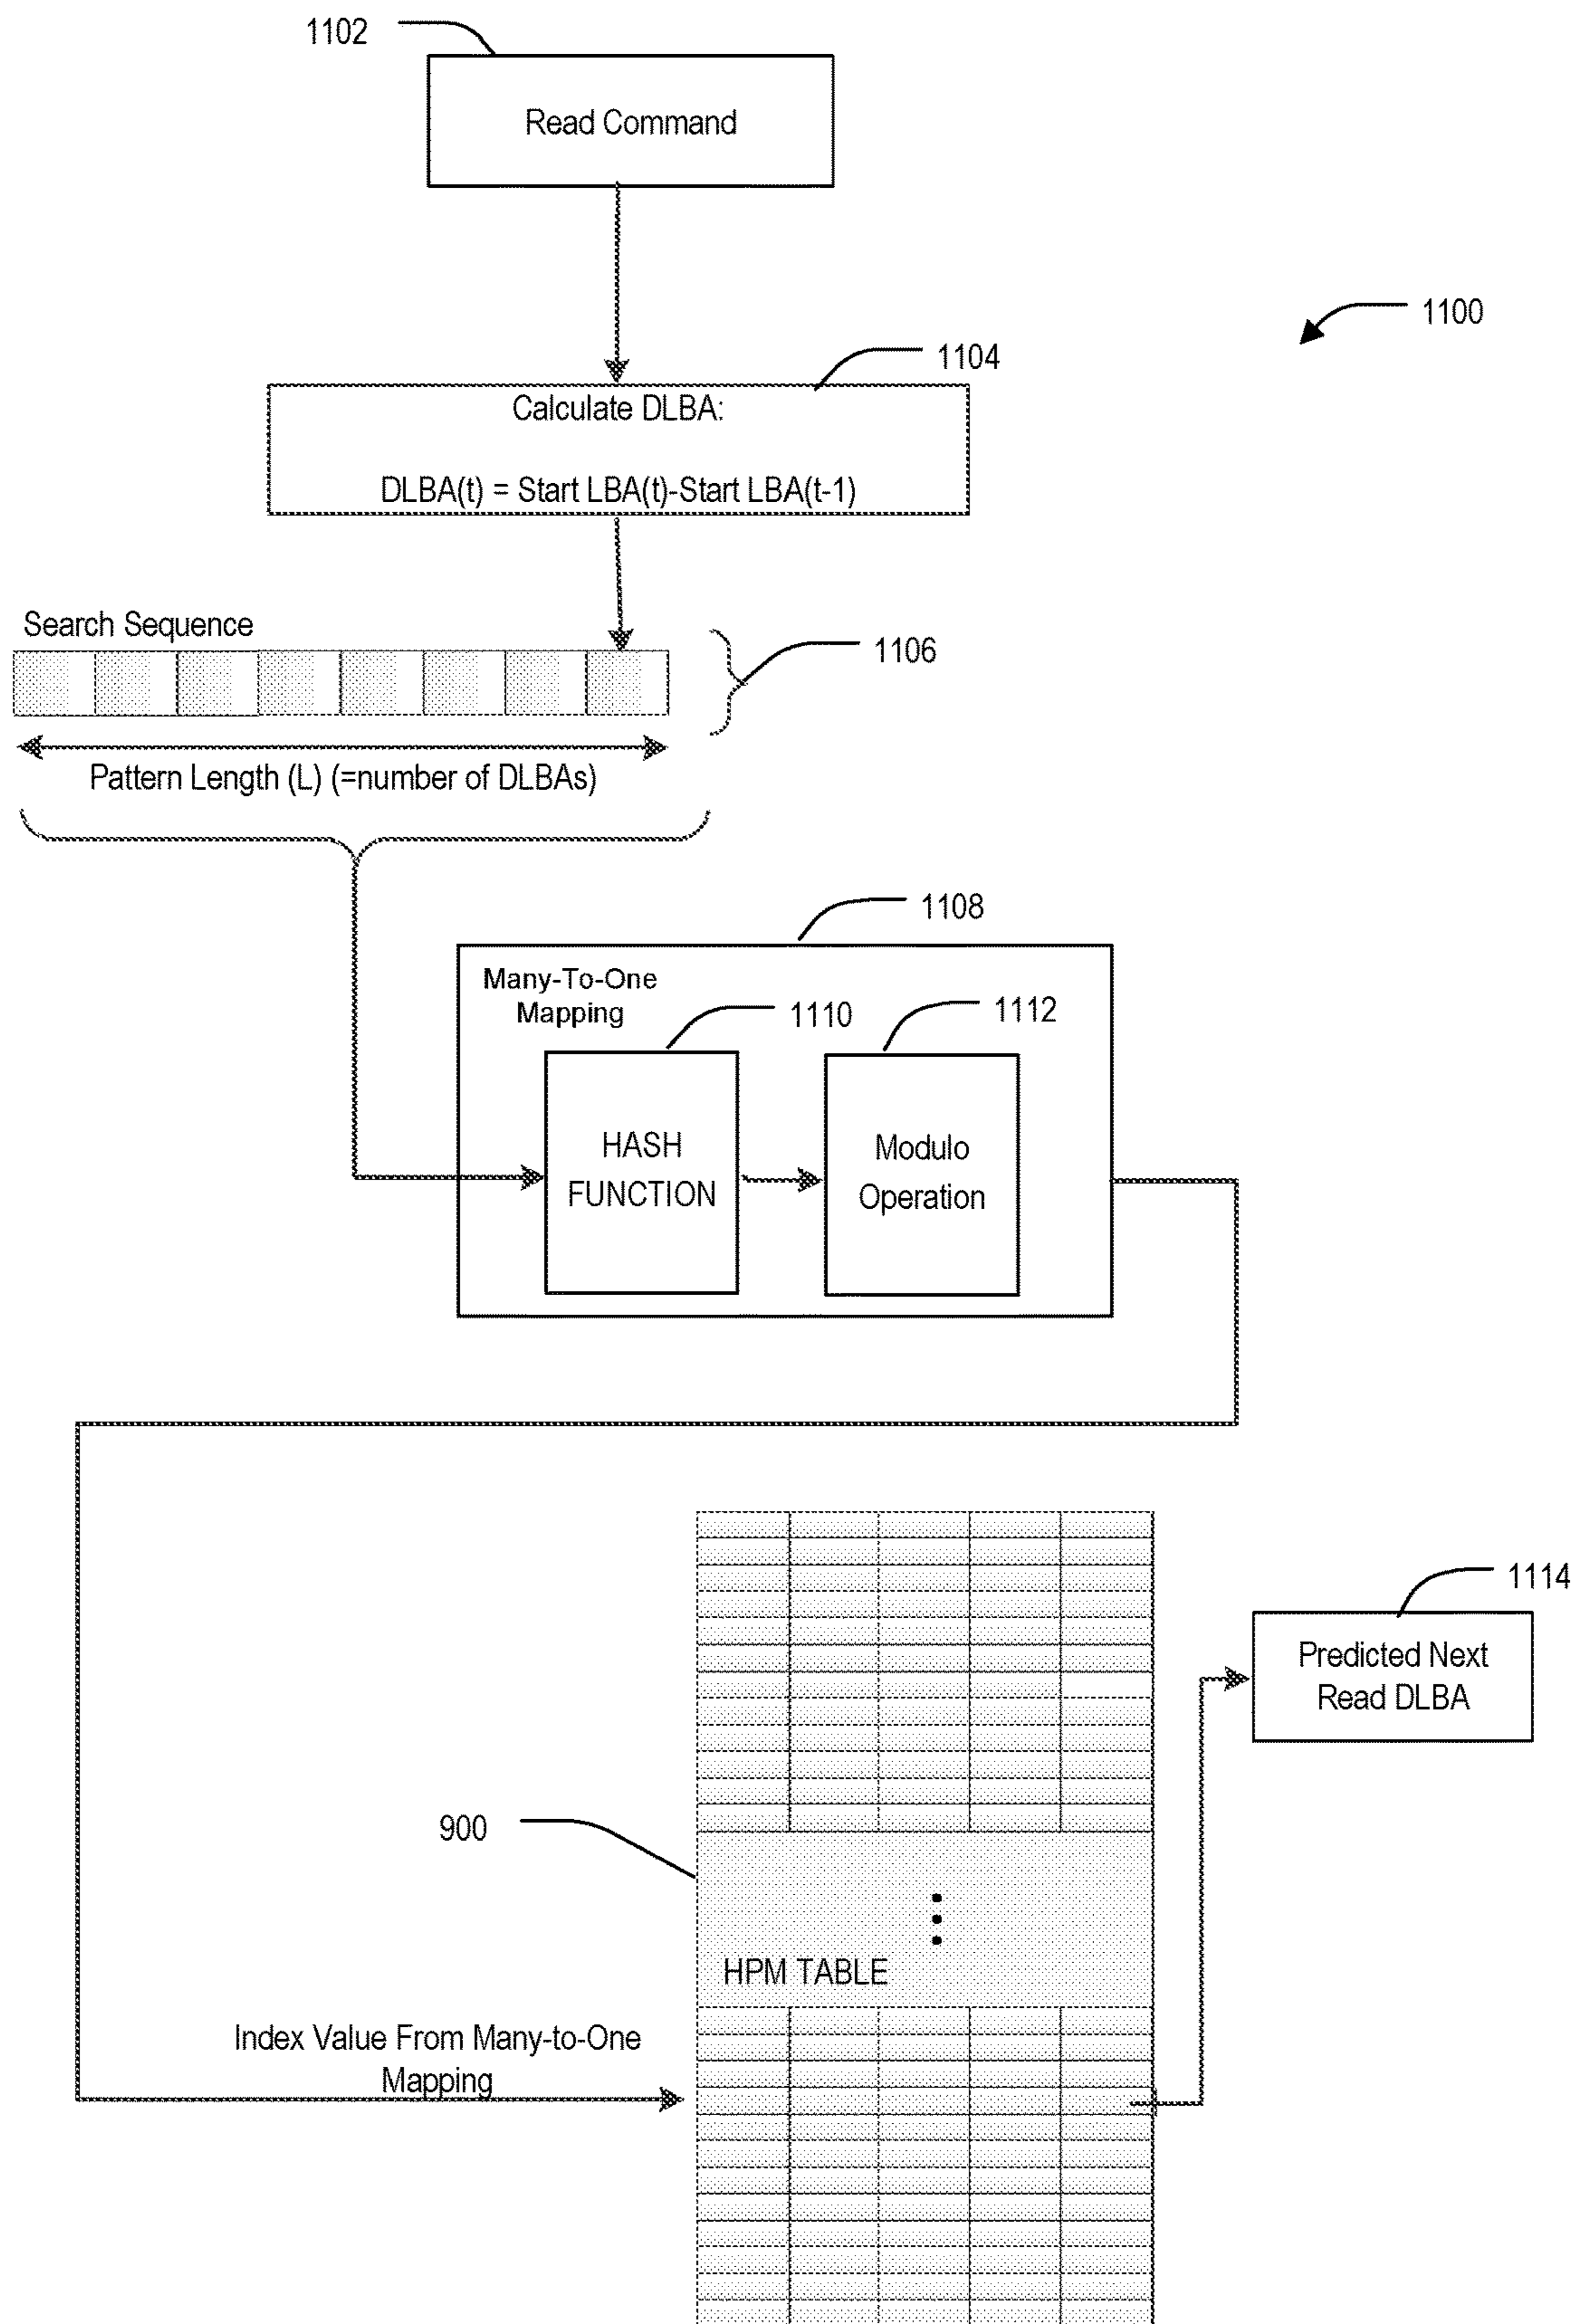 1102
Read Command
1100
1104
Calculate DLBA:
DLBA(t) = Start LBA(t)-Start LBA(t-1)
Search Sequence
1106
Pattern Length (L) (=number of DLBAs)
1108
Many-To-One
Mapping
1110
1112
HASH
FUNCTION
Modulo
Operation
1114
Predicted Next
Read DLBA
900
HPM TABLE
Index Value From Many-to-One
Mapping